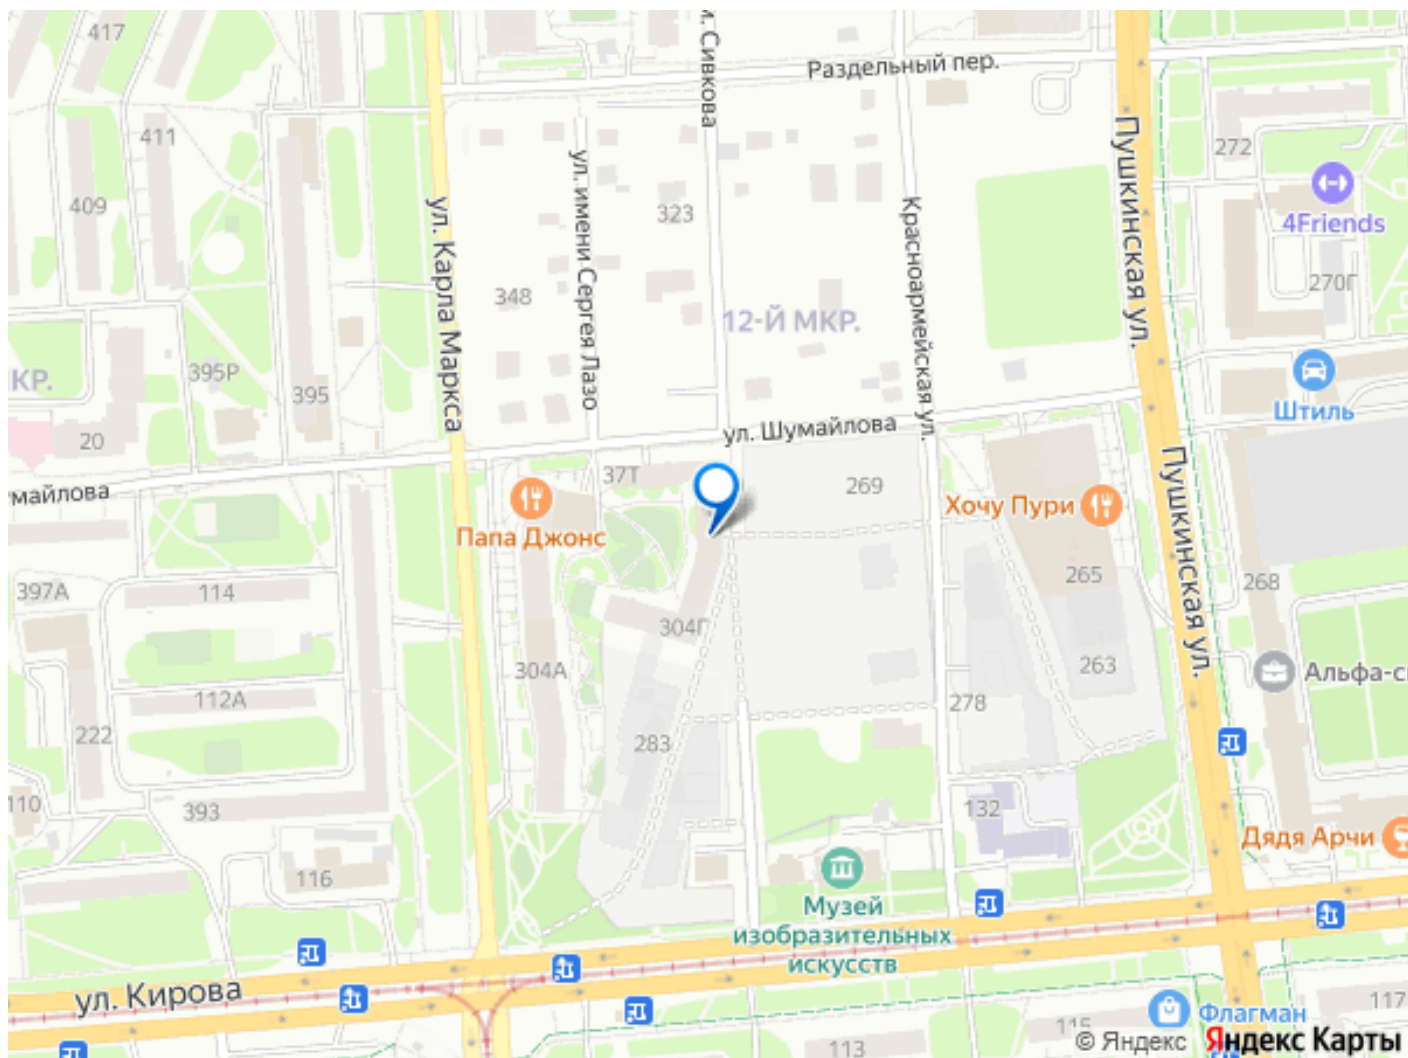 417
м. Сивкова
Раздельный пер.
411
272
409
323
4Friends
ул. Карла Маркса
ул. имени Сергея Лазо
Красноармейская ул.
Пушкинская ул.
348
270Г
12-Й МКР.
КР.
395Р
395
Штиль
20
ул. Шумайлова
умайлова
37Т
269
Хочу Пури
Папа Джонс
Пушкинская ул.
397А
114
265
268
304Г
304А
263
Альфа-с
112А
278
222
283
110
393
132
Дядя Арчи
116
Музей
изобразительных
искусств
ул. Кирова
117
Флагман
115
113
© Яндекс Яндекс Карты